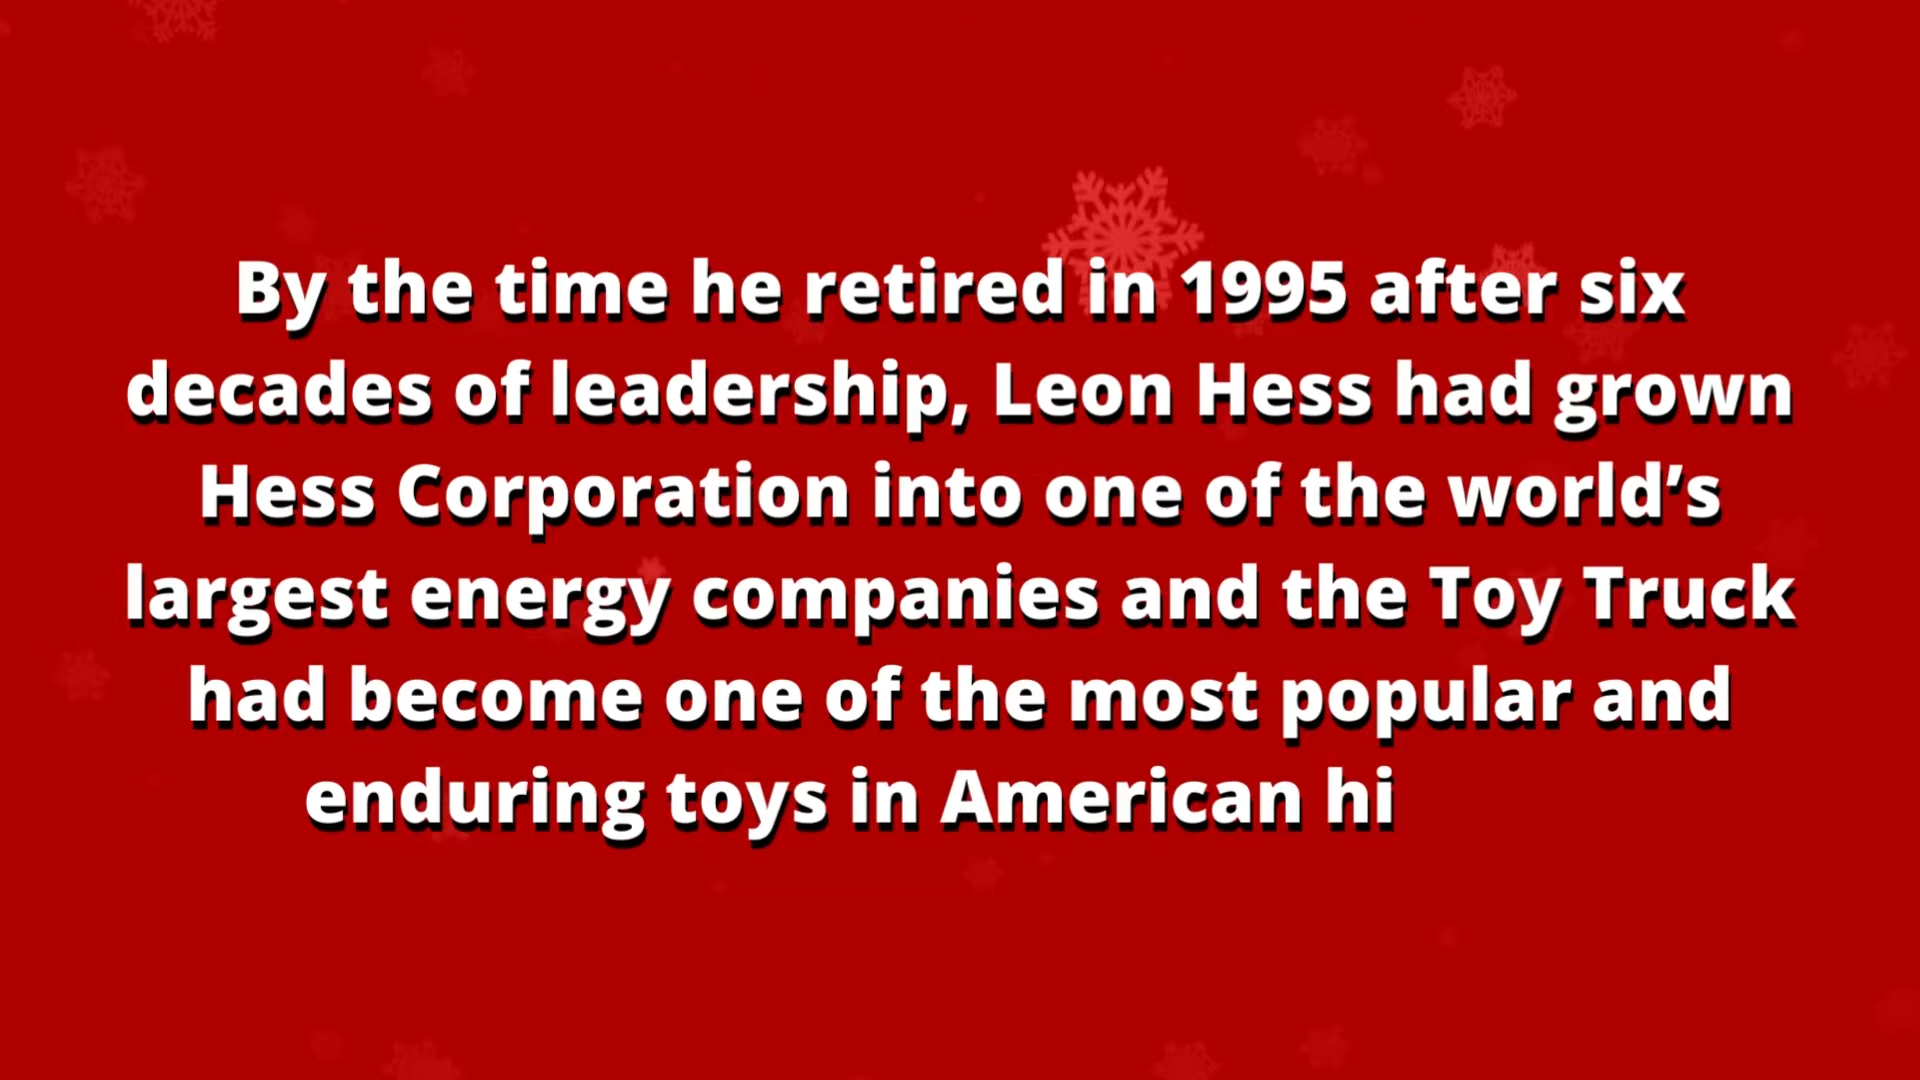 By the time he retired in 1995 after six
decades of leadership, Leon Hess had grown
Hess Corporation into one of the world’s
largest energy companies and the Toy Truck
had become one of the most popular and
enduring toys in American hi